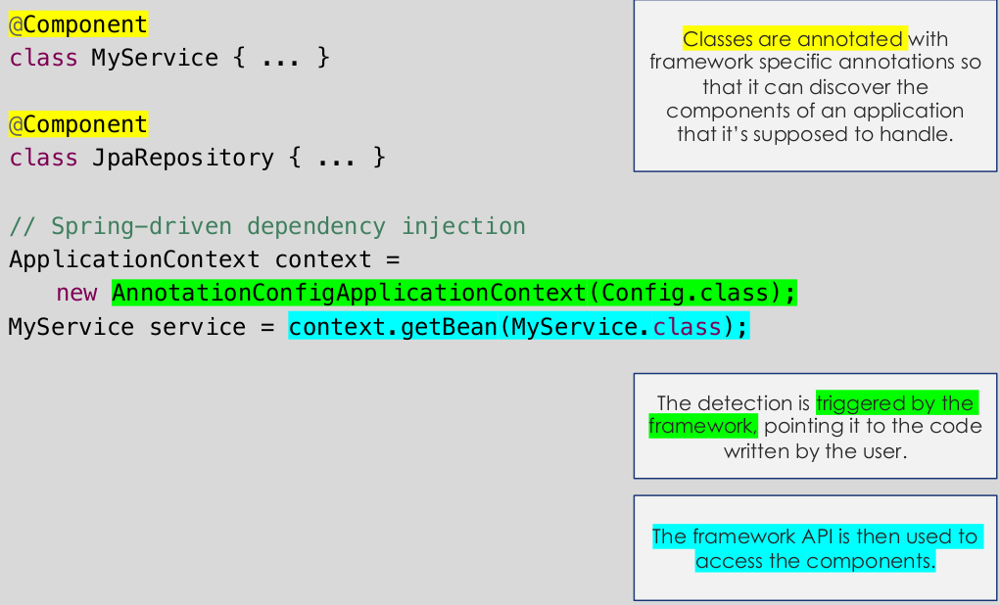 @Component
class MyService { ... }
@Component
class JpaRepository { ... }
// Spring–driven dependency injection
ApplicationContext context =
new AnnotationConfigApplicationContext(Config.class);
MyService service = context.getBean(MyService.class);
Classes are annotated with
framework specific annotations so
that it can discover the
components of an application
that it's supposed to handle.
The detection is triggered by the
framework, pointing it to the code
written by the user.
The framework API is then used to
access the components.